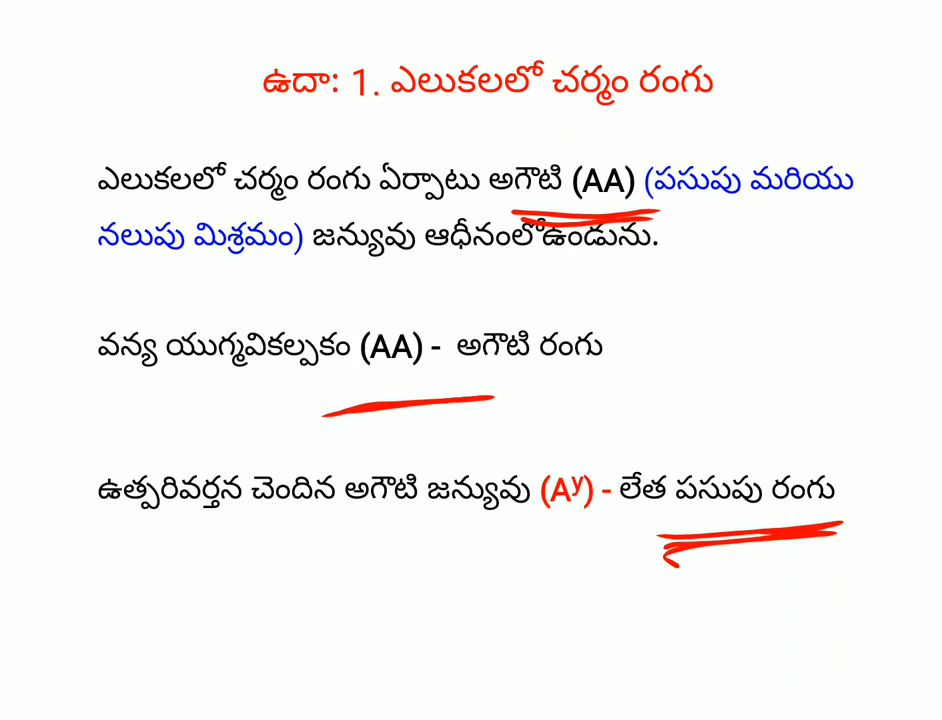 ఉదా: 1. ఎలుకలలో చర్మం రంగు
ఎలుకలలో చర్మం రంగు ఏర్పాటు అగౌటి (AA) (పసుపు మరియు
నలుపు మిశ్రమం) జన్యువు ఆధీనంలోఉండును.
వన్య యుగ్మవికల్పకం (AA) - అగౌటి రంగు
ఉత్పరివర్తన చెందిన అగౌటి జన్యువు (Aʸ) - లేత పసుపు రంగు